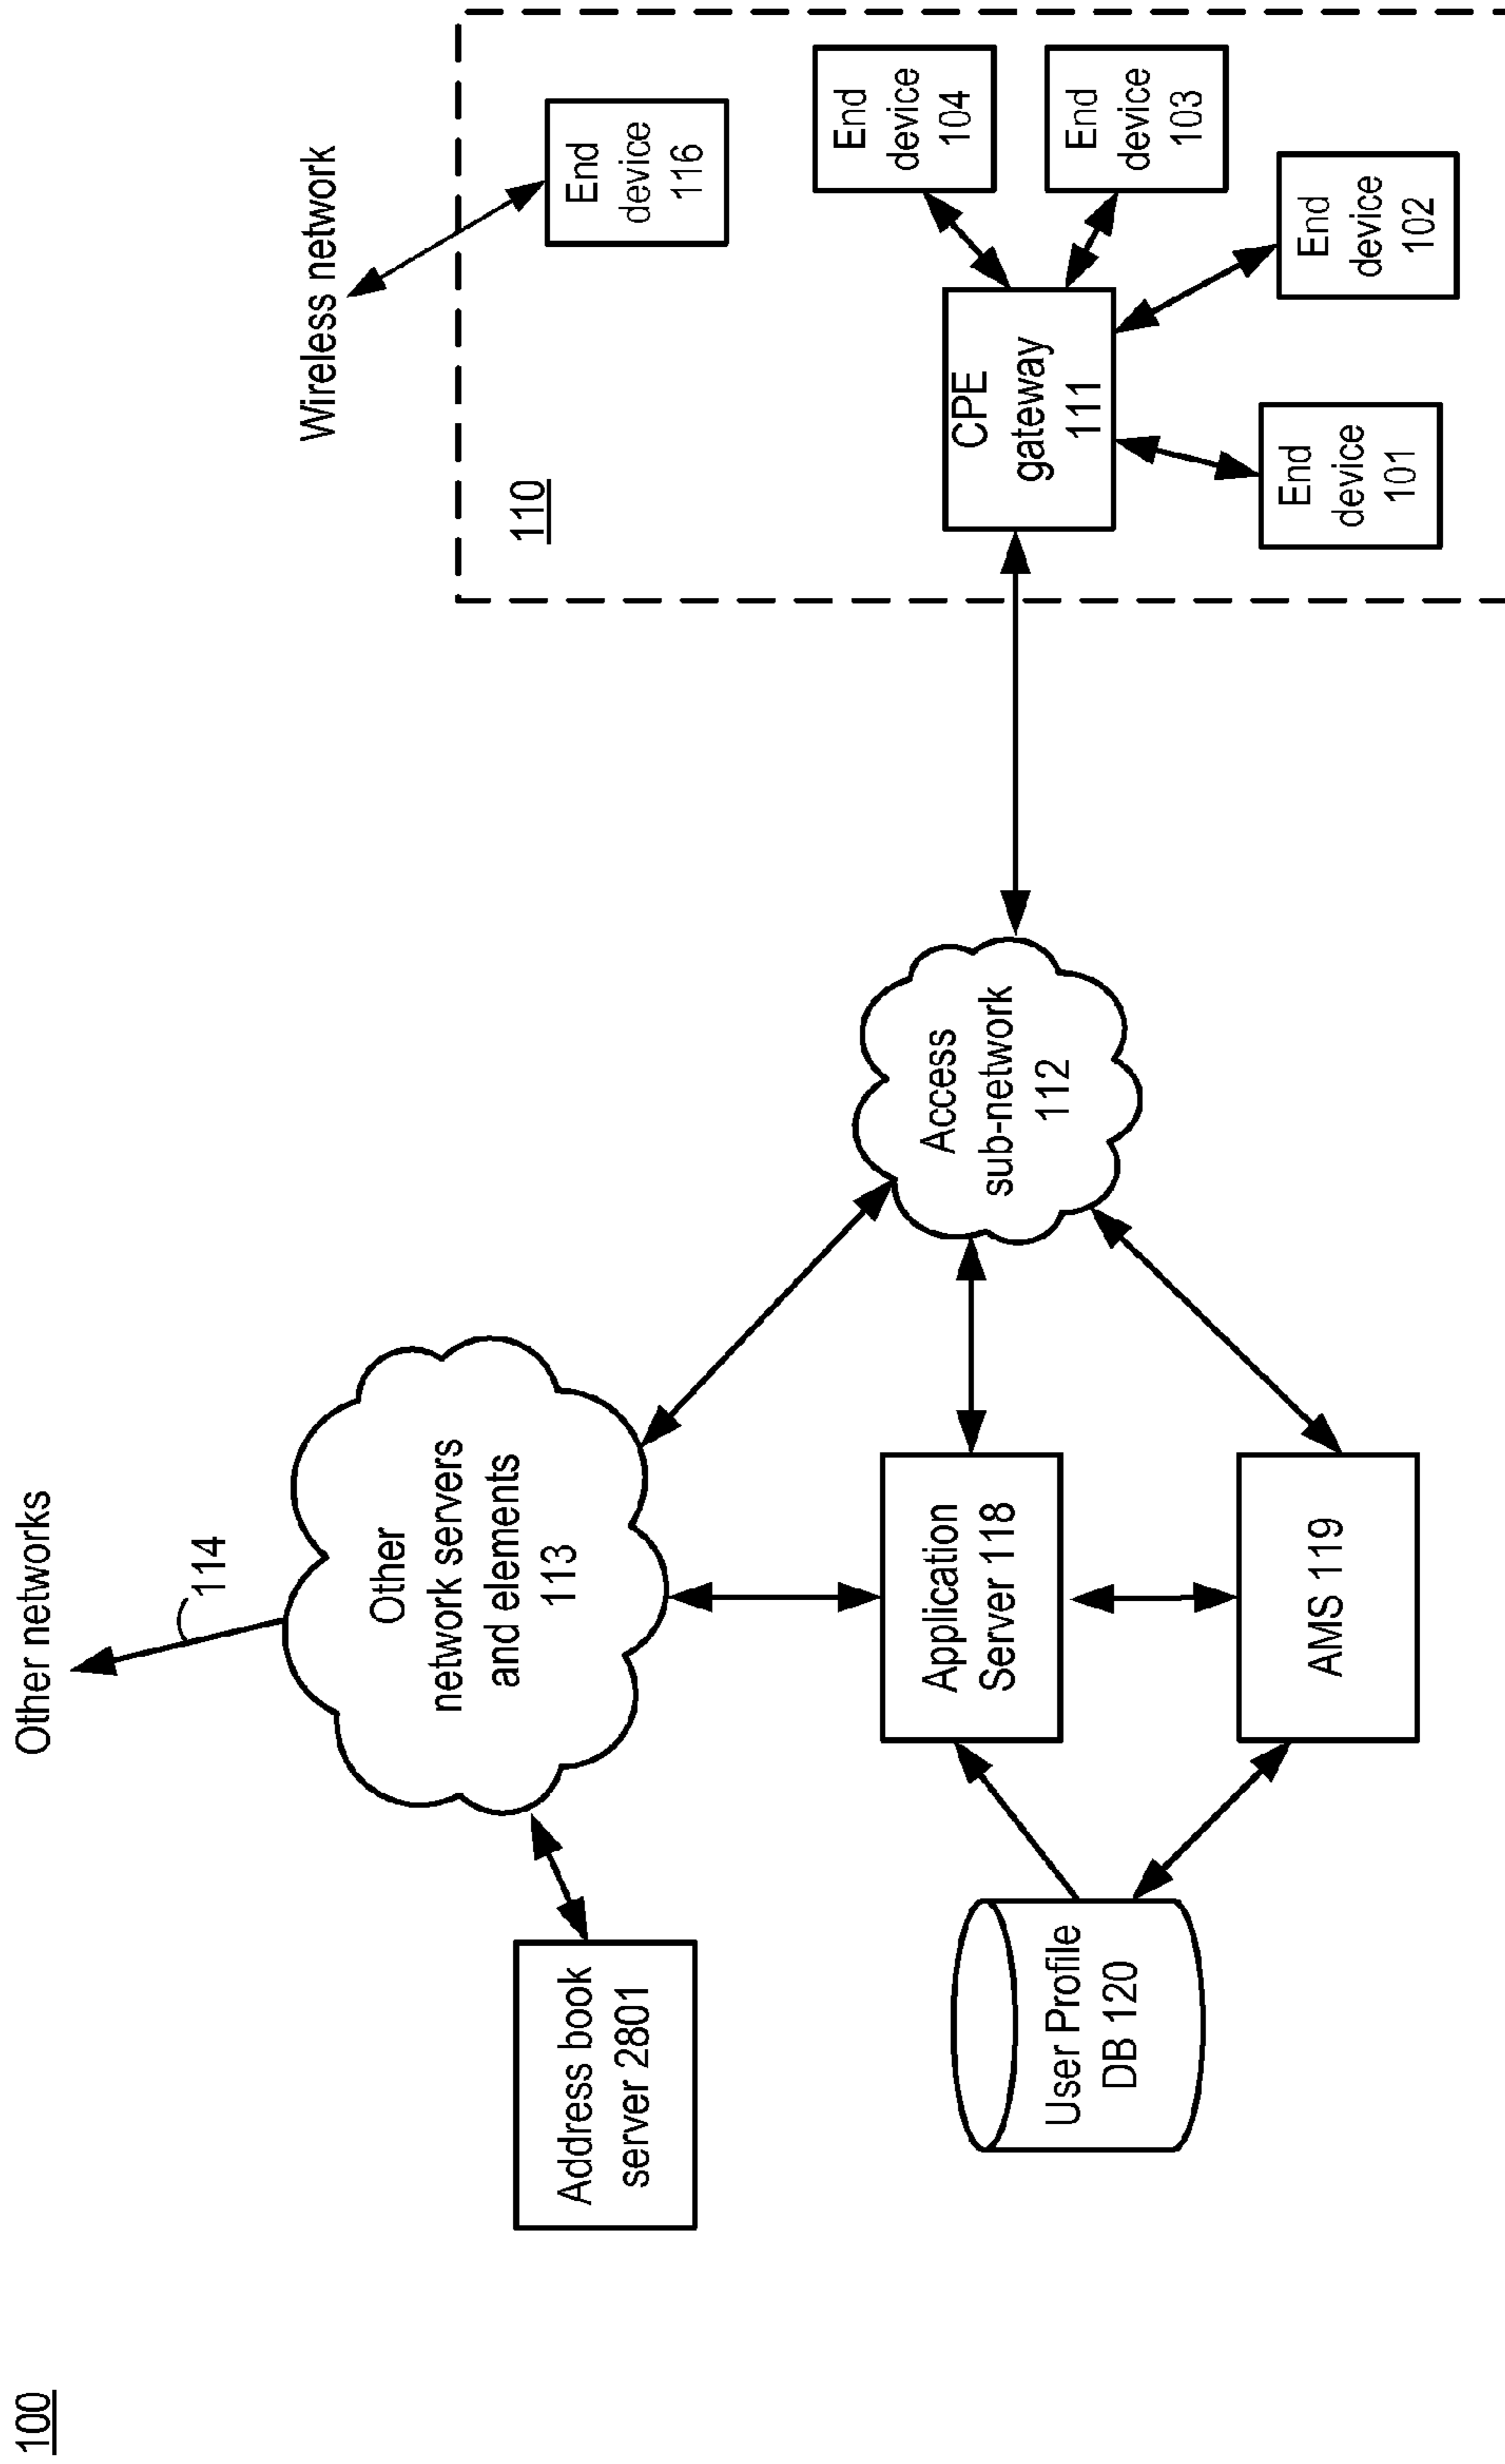 100
Other networks
114
Other
network servers
and elements
113
Address book
server 2801
User Profile
DB 120
Application
Server 118
AMS 119
Access
sub-network
112
Wireless network
110
End
device
116
CPE
gateway
111
End
device
104
End
device
103
End
device
102
End
device
101